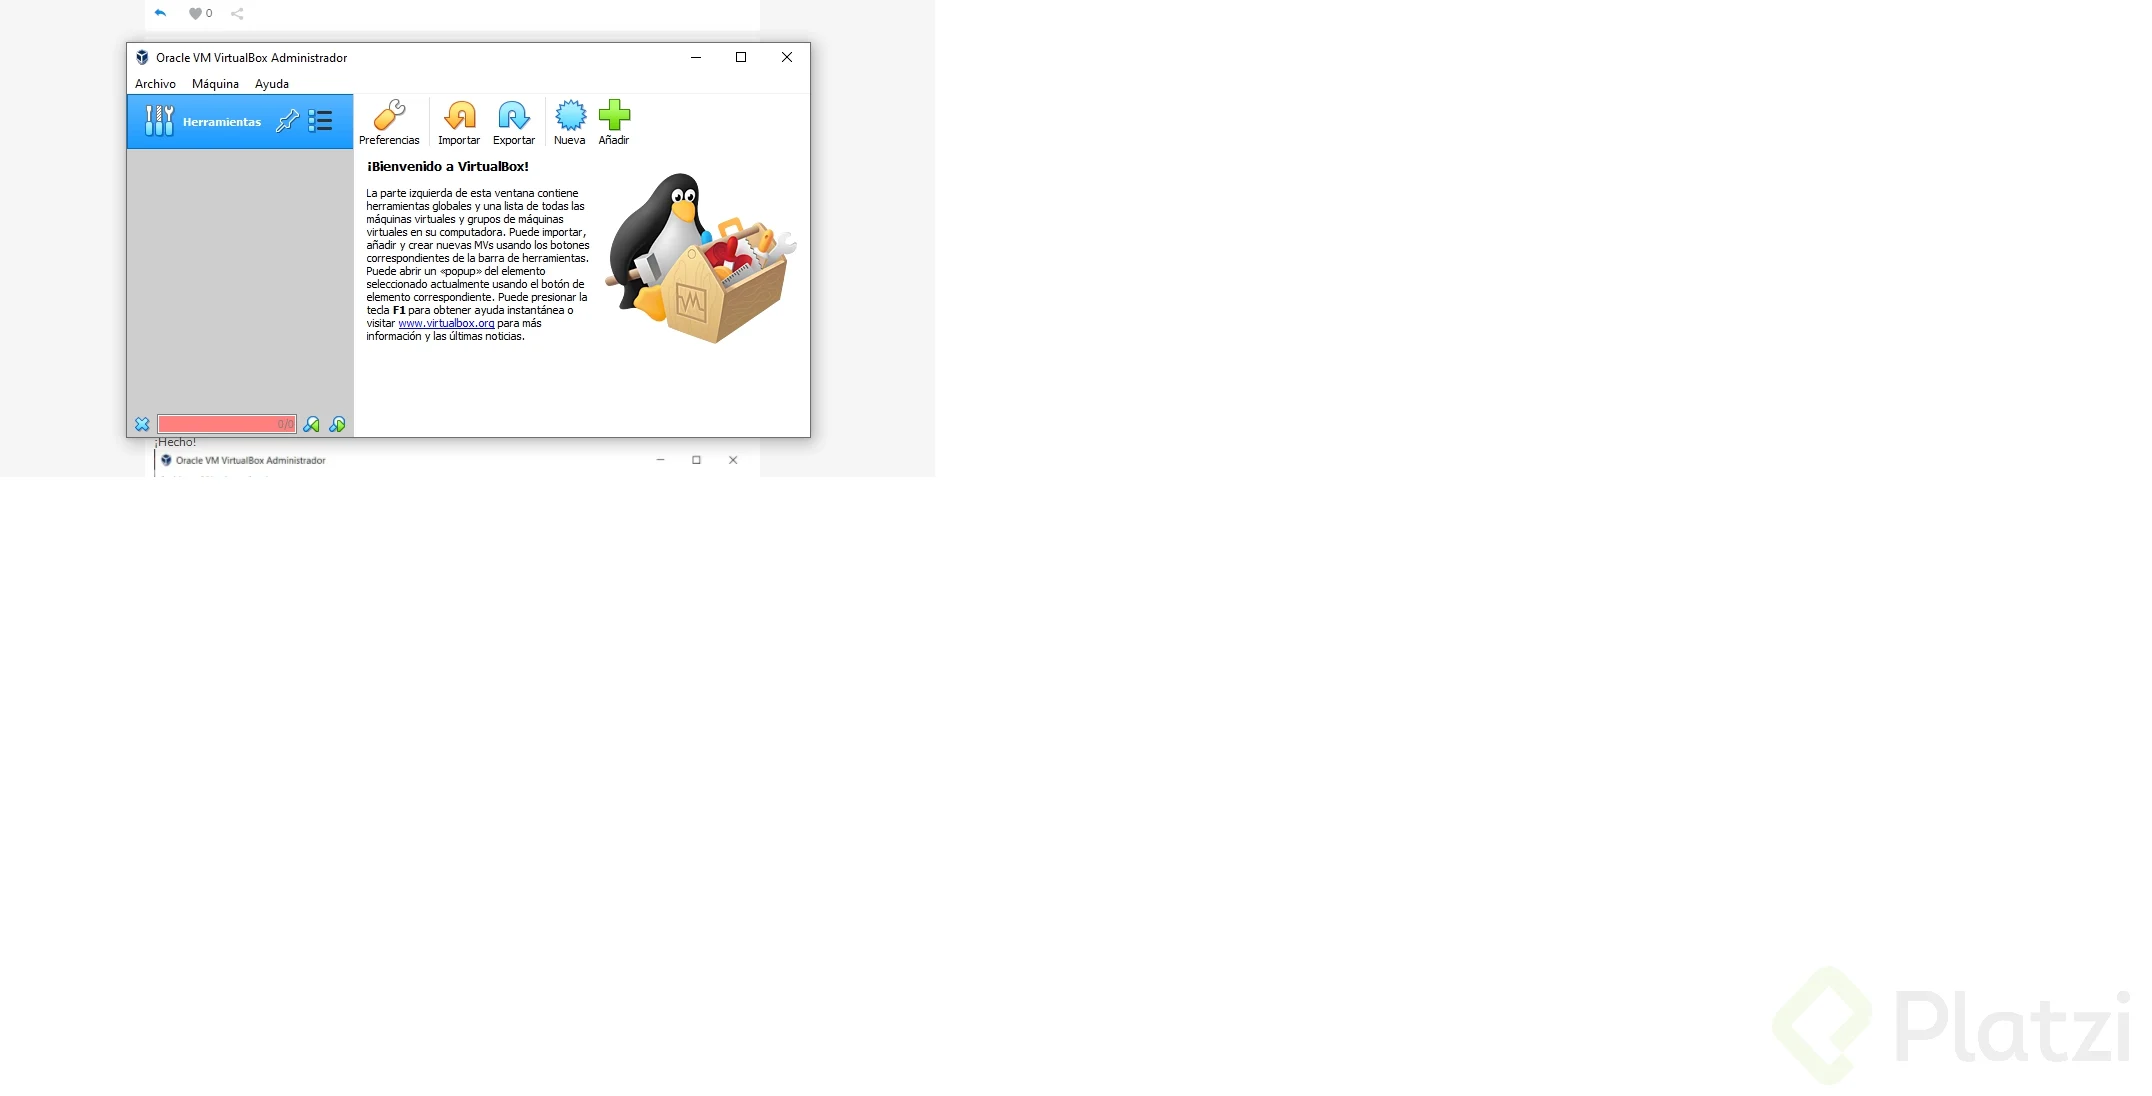 0
Oracle VM VirtualBox Administrador
Archivo Máquina Ayuda
Herramientas
Preferencias Importar Exportar Nueva Añadir
¡Bienvenido a VirtualBox!
La parte izquierda de esta ventana contiene
herramientas globales y una lista de todas las
máquinas virtuales y grupos de máquinas
virtuales en su computadora. Puede importar,
añadir y crear nuevas MVs usando los botones
correspondientes de la barra de herramientas.
Puede abrir un «popup» del elemento
seleccionado actualmente usando el botón de
elemento correspondiente. Puede presionar la
tecla F1 para obtener ayuda instantánea o
visitar www.virtualbox.org para más
información y las últimas noticias.
0/0
¡Hecho!
Oracle VM VirtualBox Administrador
Platzi